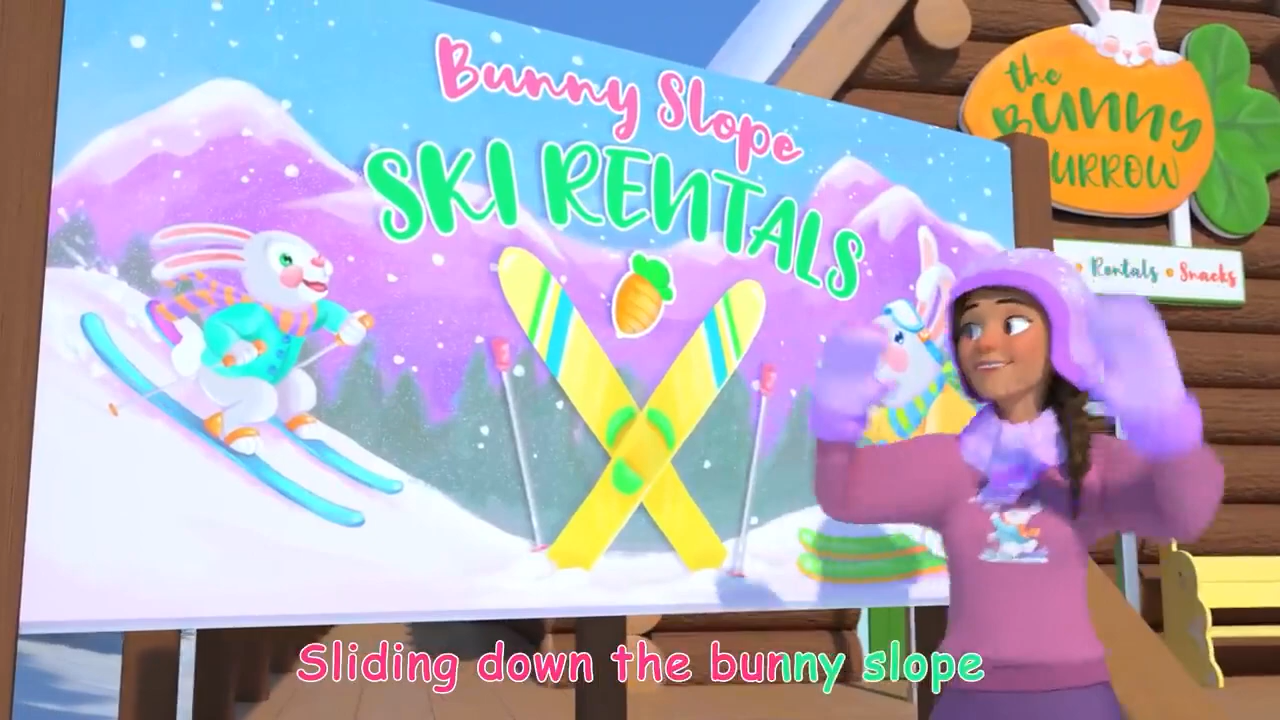 Bunny Slope
SKI RENTALS
the
BUNNY
URROW
• Rentals • Snacks
Sliding down the bunny slope